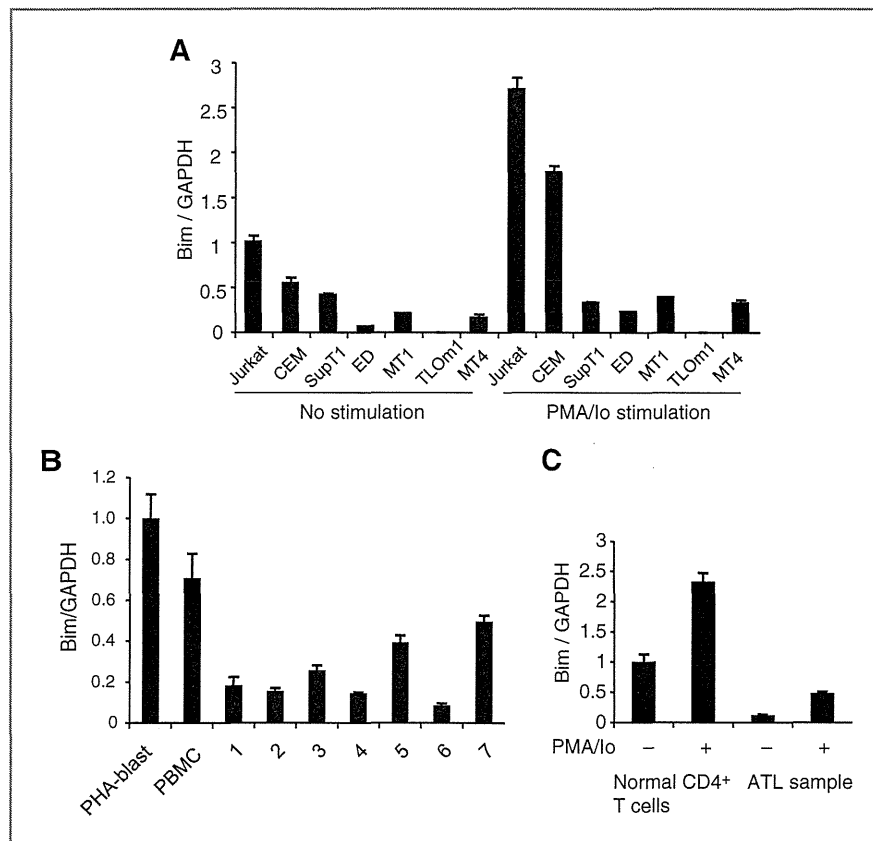 A
3
2.5
2
1.5
1
0.5
0
Bim / GAPDH
Jurkat CEM SupT1 ED MT1 TLOm1 MT4 Jurkat CEM SupT1 ED MT1 TLOm1 MT4
No stimulation PMA/Io stimulation
B
1.2
1.0
0.8
0.6
0.4
0.2
0
Bim/GAPDH
PHA-blast PBMC 1 2 3 4 5 6 7
C
3
2.5
2
1.5
1
0.5
0
Bim / GAPDH
PMA/Io − + − +
Normal CD4+ ATL sample
T cells